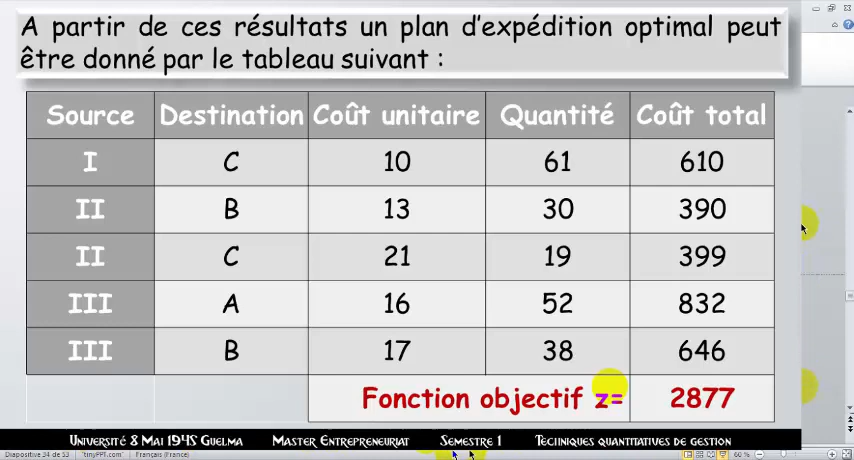 A partir de ces résultats un plan d'expédition optimal peut
être donné par le tableau suivant :
Source Destination Coût unitaire Quantité Coût total
I C 10 61 610
II B 13 30 390
II C 21 19 399
III A 16 52 832
III B 17 38 646
Fonction objectif z= 2877
Université 8 Mai 1945 Guelma Master Entrepreneuriat Semestre 1 Techniques quantitatives de gestion
Diapositive 34 de 53 "tinyPPT.com" Français (France) 60 %